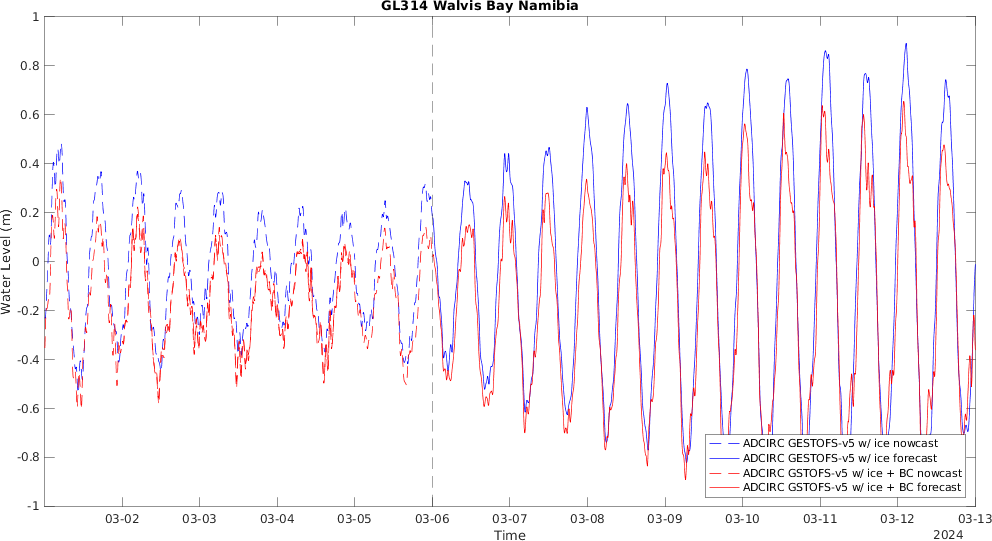 GL314 Walvis Bay Namibia
1
0.8
0.6
0.4
0.2
0
-0.2
-0.4
-0.6
-0.8
-1
Water Level (m)
ADCIRC GESTOFS-v5 w/ ice nowcast
ADCIRC GESTOFS-v5 w/ ice forecast
ADCIRC GSTOFS-v5 w/ ice + BC nowcast
ADCIRC GSTOFS-v5 w/ ice + BC forecast
03-02 03-03 03-04 03-05 03-06 03-07 03-08 03-09 03-10 03-11 03-12 03-13
Time
2024